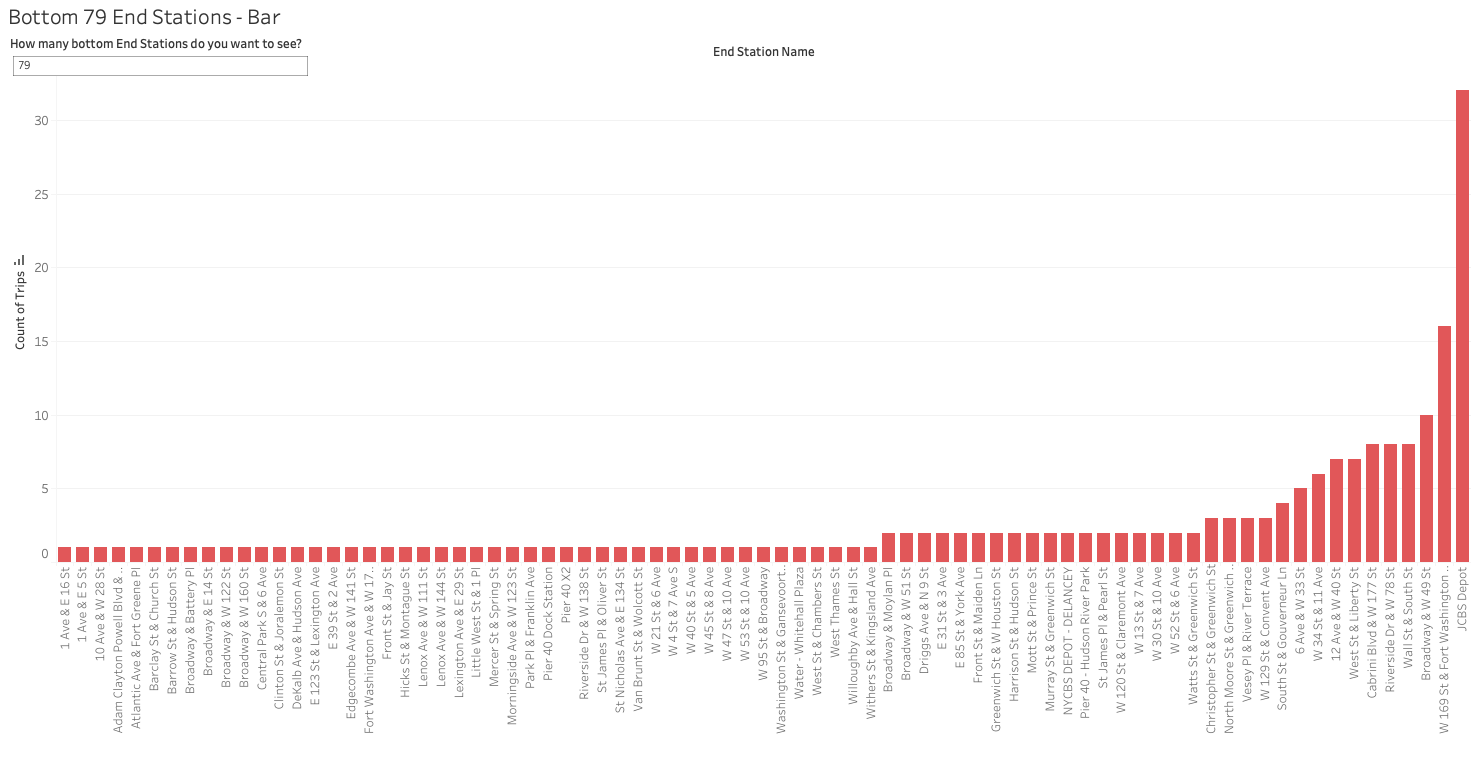 Bottom 79 End Stations - Bar
How many bottom End Stations do you want to see?
79
End Station Name
Count of Trips
30
25
20
15
10
5
0
1 Ave & E 16 St
1 Ave & E 5 St
10 Ave & W 28 St
Adam Clayton Powell Blvd & ..
Atlantic Ave & Fort Greene Pl
Barclay St & Church St
Barrow St & Hudson St
Broadway & Battery Pl
Broadway & E 14 St
Broadway & W 122 St
Broadway & W 160 St
Central Park S & 6 Ave
Clinton St & Joralemon St
DeKalb Ave & Hudson Ave
E 123 St & Lexington Ave
E 39 St & 2 Ave
Edgecombe Ave & W 141 St
Fort Washington Ave & W 17..
Front St & Jay St
Hicks St & Montague St
Lenox Ave & W 111 St
Lenox Ave & W 144 St
Lexington Ave & E 29 St
Little West St & 1 Pl
Mercer St & Spring St
Morningside Ave & W 123 St
Park Pl & Franklin Ave
Pier 40 Dock Station
Pier 40 X2
Riverside Dr & W 138 St
St James Pl & Oliver St
St Nicholas Ave & E 134 St
Van Brunt St & Wolcott St
W 21 St & 6 Ave
W 4 St & 7 Ave S
W 40 St & 5 Ave
W 45 St & 8 Ave
W 47 St & 10 Ave
W 53 St & 10 Ave
W 95 St & Broadway
Washington St & Gansevoort..
Water - Whitehall Plaza
West St & Chambers St
West Thames St
Willoughby Ave & Hall St
Withers St & Kingsland Ave
Broadway & Moylan Pl
Broadway & W 51 St
Driggs Ave & N 9 St
E 31 St & 3 Ave
E 85 St & York Ave
Front St & Maiden Ln
Greenwich St & W Houston St
Harrison St & Hudson St
Mott St & Prince St
Murray St & Greenwich St
NYCBS DEPOT - DELANCEY
Pier 40 - Hudson River Park
St James Pl & Pearl St
W 120 St & Claremont Ave
W 13 St & 7 Ave
W 30 St & 10 Ave
W 52 St & 6 Ave
Watts St & Greenwich St
Christopher St & Greenwich St
North Moore St & Greenwich ..
Vesey Pl & River Terrace
W 129 St & Convent Ave
South St & Gouverneur Ln
6 Ave & W 33 St
W 34 St & 11 Ave
12 Ave & W 40 St
West St & Liberty St
Cabrini Blvd & W 177 St
Riverside Dr & W 78 St
Wall St & South St
Broadway & W 49 St
W 169 St & Fort Washington ..
JCBS Depot